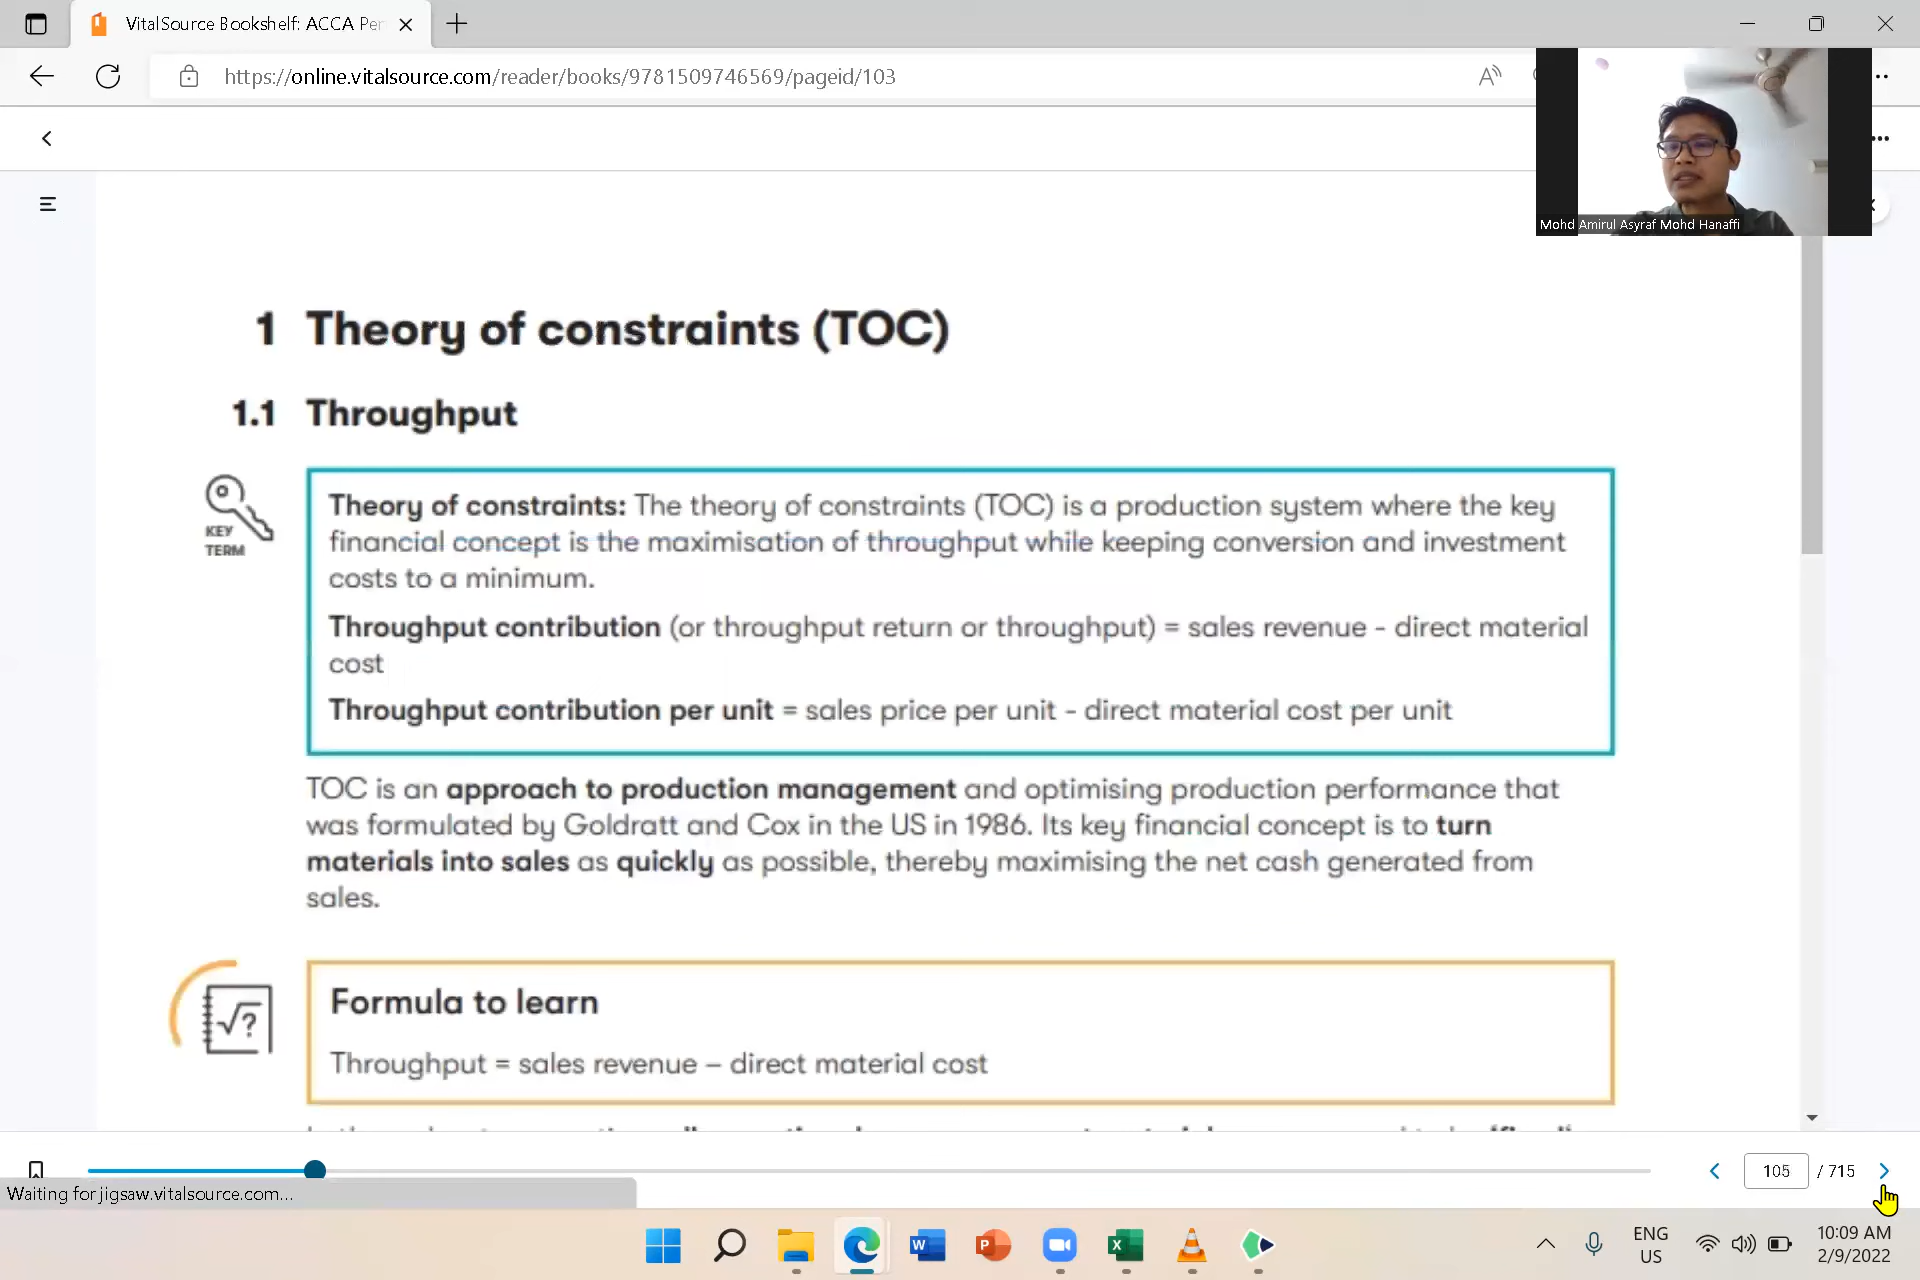 VitalSource Bookshelf: ACCA Per
https://online.vitalsource.com/reader/books/9781509746569/pageid/103
Mohd Amirul Asyraf Mohd Hanaffi
1 Theory of constraints (TOC)
1.1 Throughput
KEY
TERM
Theory of constraints: The theory of constraints (TOC) is a production system where the key
financial concept is the maximisation of throughput while keeping conversion and investment
costs to a minimum.
Throughput contribution (or throughput return or throughput) = sales revenue - direct material
cost
Throughput contribution per unit = sales price per unit - direct material cost per unit
TOC is an approach to production management and optimising production performance that
was formulated by Goldratt and Cox in the US in 1986. Its key financial concept is to turn
materials into sales as quickly as possible, thereby maximising the net cash generated from
sales.
√?
Formula to learn
Throughput = sales revenue – direct material cost
105 / 715
Waiting for jigsaw.vitalsource.com...
ENG
US
10:09 AM
2/9/2022